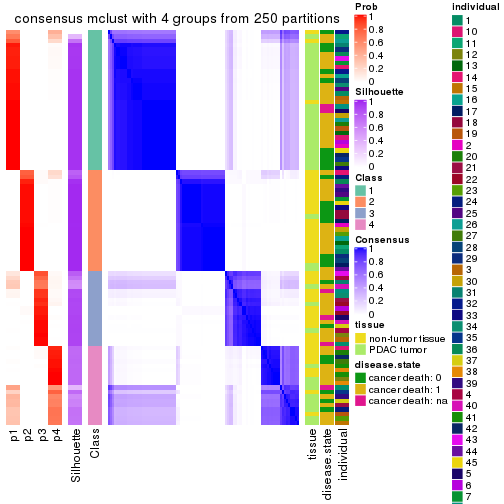 consensus mclust with 4 groups from 250 partitions
p1
p2
p3
p4
Silhouette
Class
tissue
disease.state
individual
Prob
1
0.8
0.6
0.4
0.2
0
Silhouette
1
0.8
0.6
0.4
0.2
0
Class
1
2
3
4
Consensus
1
0.8
0.6
0.4
0.2
0
tissue
non-tumor tissue
PDAC tumor
disease.state
cancer death: 0
cancer death: 1
cancer death: na
individual
1
10
11
12
13
14
15
16
17
18
19
2
20
21
22
23
24
25
26
27
28
29
3
30
31
32
33
34
35
36
37
38
39
4
40
41
42
43
44
45
5
6
7